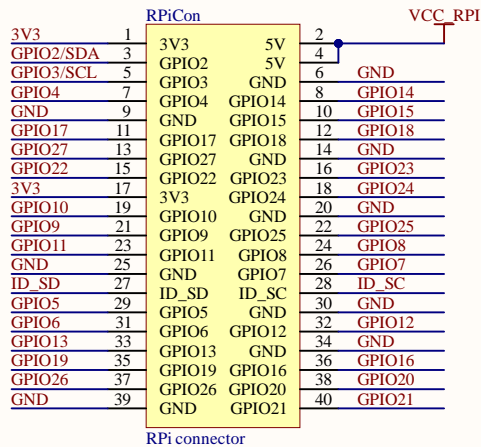 RPiCon VCC_RPI
3V3 1 3V3 5V 2
GPIO2/SDA 3 GPIO2 5V 4
GPIO3/SCL 5 GPIO3 GND 6 GND
GPIO4 7 GPIO4 GPIO14 8 GPIO14
GND 9 GND GPIO15 10 GPIO15
GPIO17 11 GPIO17 GPIO18 12 GPIO18
GPIO27 13 GPIO27 GND 14 GND
GPIO22 15 GPIO22 GPIO23 16 GPIO23
3V3 17 3V3 GPIO24 18 GPIO24
GPIO10 19 GPIO10 GND 20 GND
GPIO9 21 GPIO9 GPIO25 22 GPIO25
GPIO11 23 GPIO11 GPIO8 24 GPIO8
GND 25 GND GPIO7 26 GPIO7
ID_SD 27 ID_SD ID_SC 28 ID_SC
GPIO5 29 GPIO5 GND 30 GND
GPIO6 31 GPIO6 GPIO12 32 GPIO12
GPIO13 33 GPIO13 GND 34 GND
GPIO19 35 GPIO19 GPIO16 36 GPIO16
GPIO26 37 GPIO26 GPIO20 38 GPIO20
GND 39 GND GPIO21 40 GPIO21
RPi connector